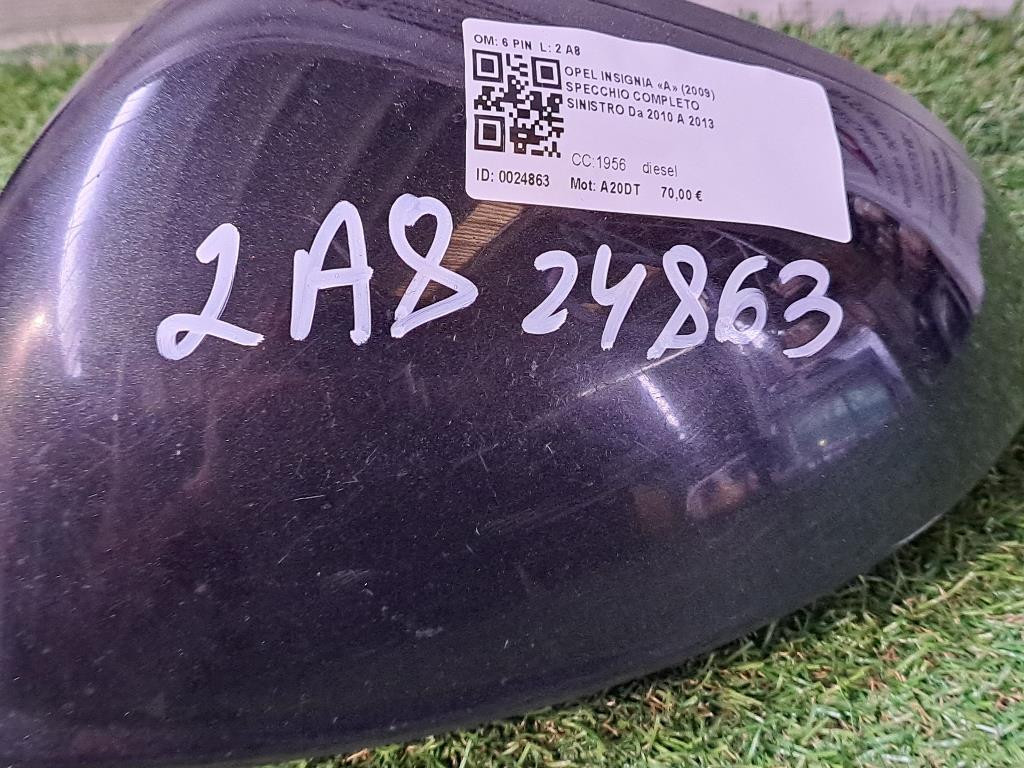 OM: 6 PIN L: 2 A8
OPEL INSIGNIA «A» (2009)
SPECCHIO COMPLETO
SINISTRO Da 2010 A 2013
CC:1956 diesel
ID: 0024863 Mot: A20DT 70,00 €
2A8 24863